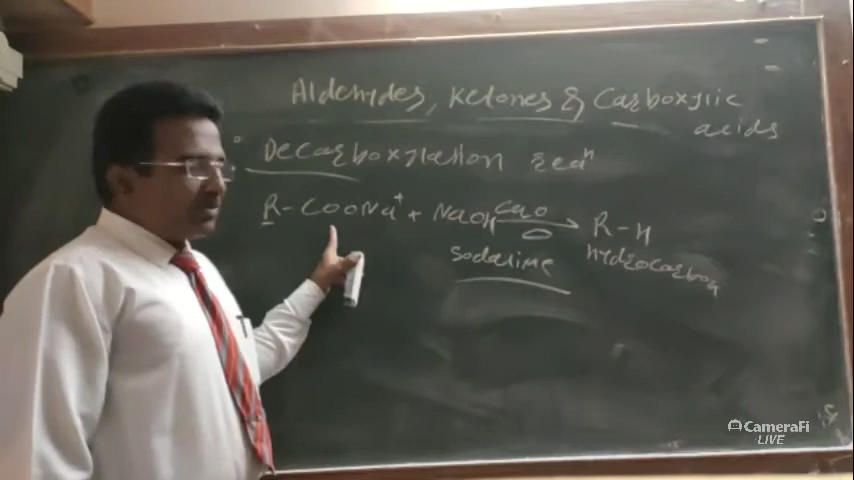 Aldehydes, Ketones & Carboxylic
acids
Decarboxylation reaⁿ
R-COONa⁺ + NaOH CaO → R-H
△
sodalime hydrocarbon
CameraFi
LIVE